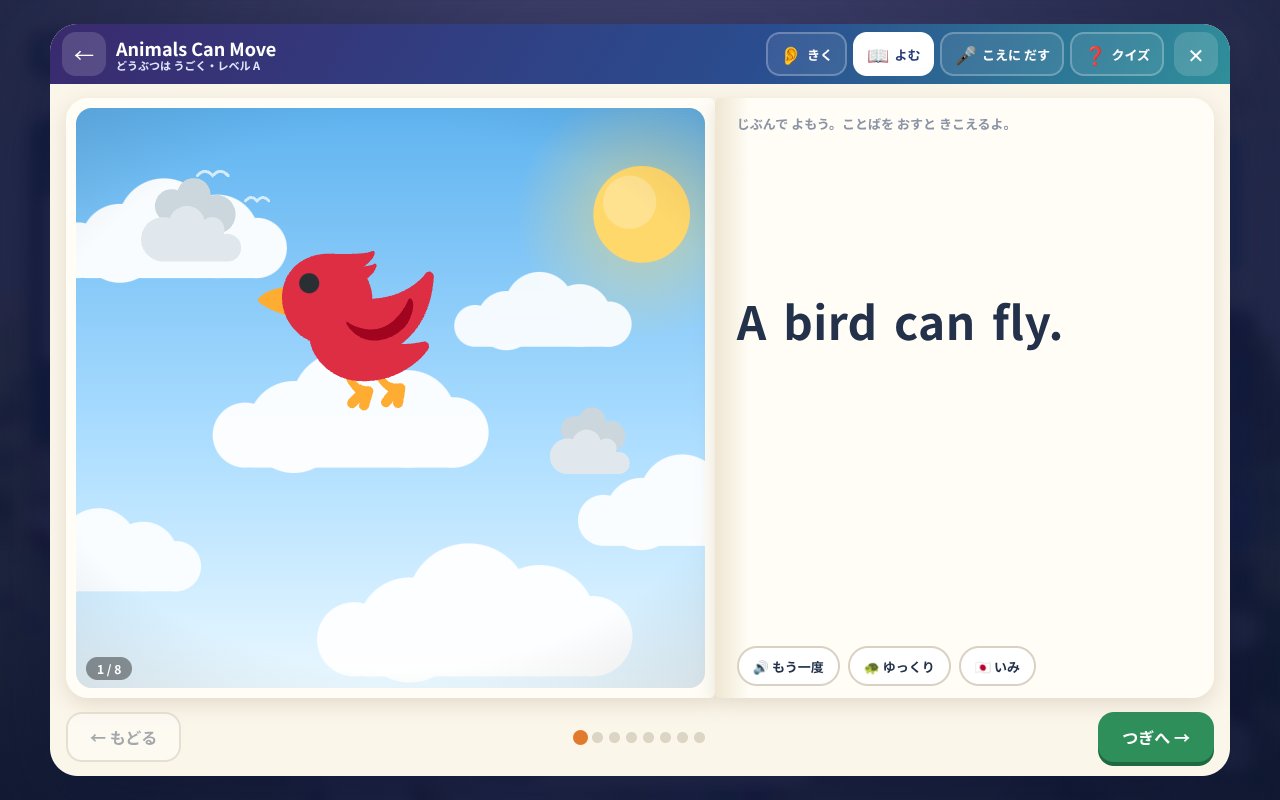 ←
Animals Can Move
どうぶつは うごく・レベル A
👂 きく
📖 よむ
🎤 こえに だす
❓ クイズ
✕
じぶんで よもう。ことばを おすと きこえるよ。
A bird can fly.
1 / 8
🔊 もう一度
🐢 ゆっくり
🇯🇵 いみ
← もどる
つぎへ →